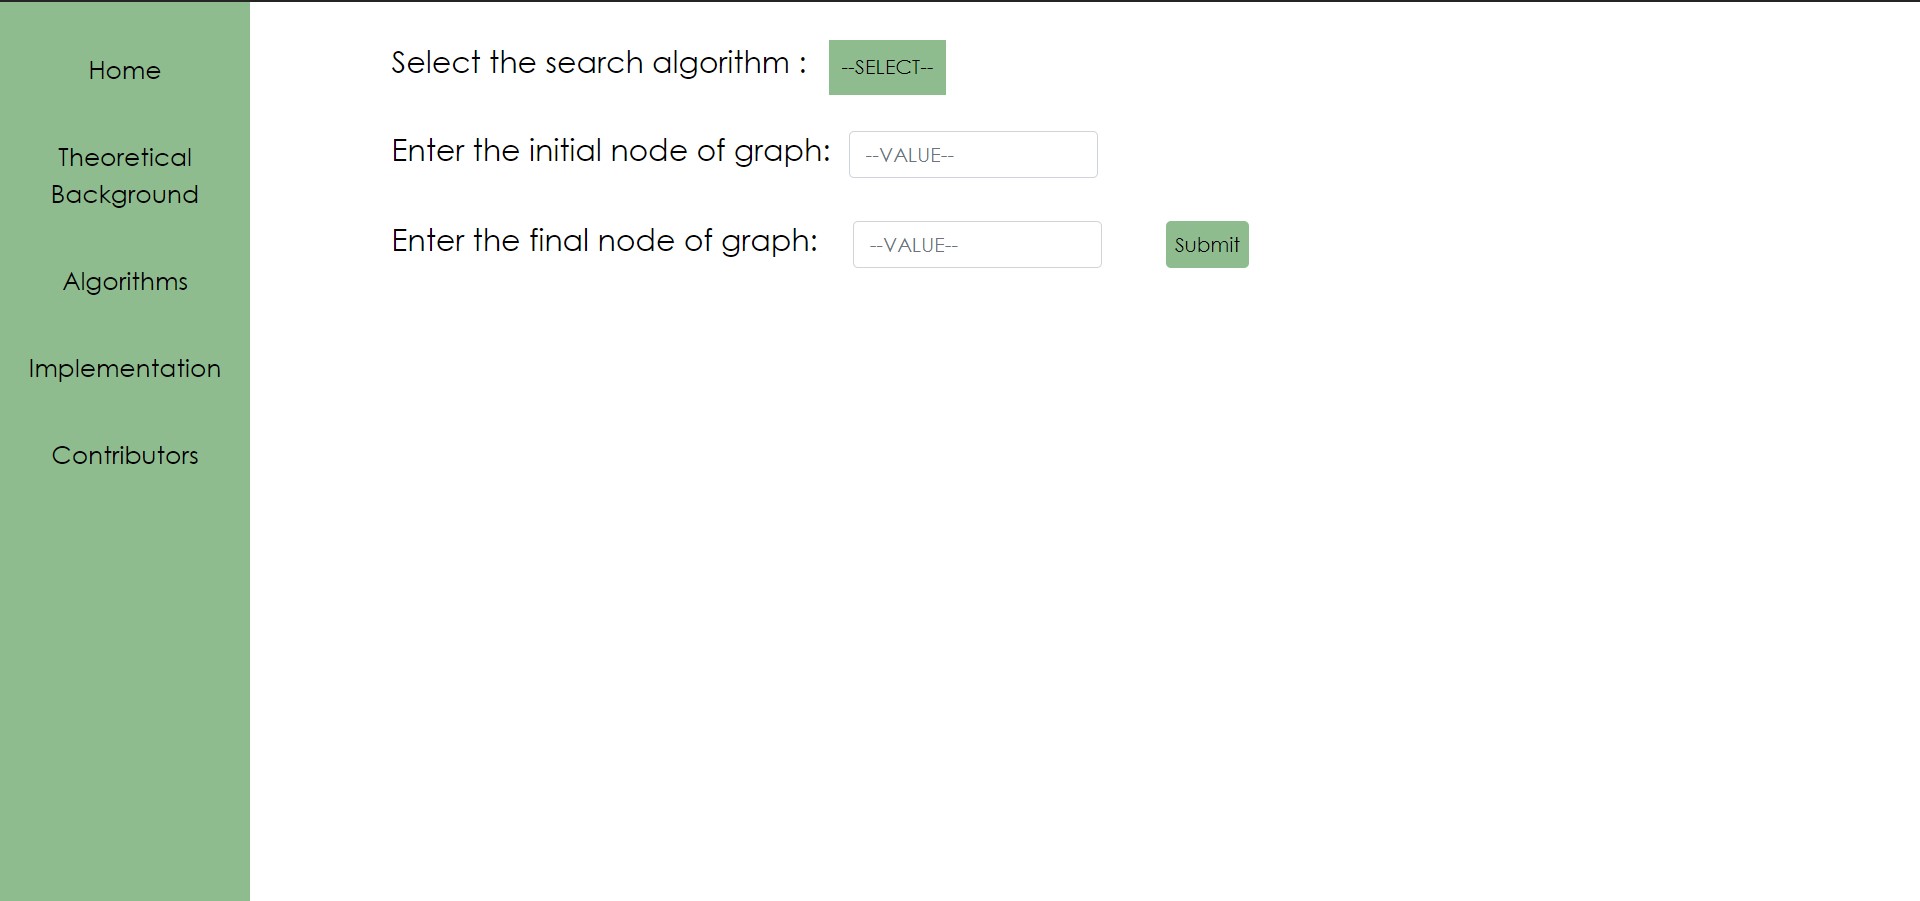 Home
Theoretical
Background
Algorithms
Implementation
Contributors
Select the search algorithm :
--SELECT--
Enter the initial node of graph:
--VALUE--
Enter the final node of graph:
--VALUE--
Submit